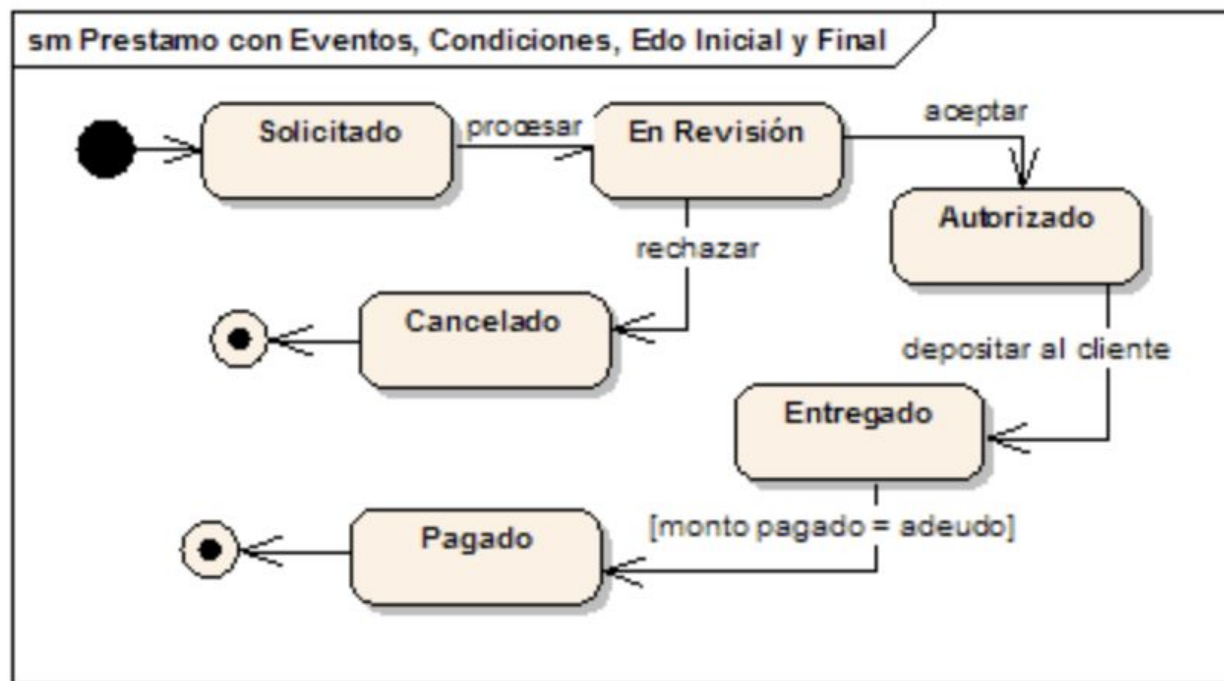 sm Prestamo con Eventos, Condiciones, Edo Inicial y Final
Solicitado
procesar
En Revisión
aceptar
Autorizado
rechazar
Cancelado
depositar al cliente
Entregado
[monto pagado = adeudo]
Pagado